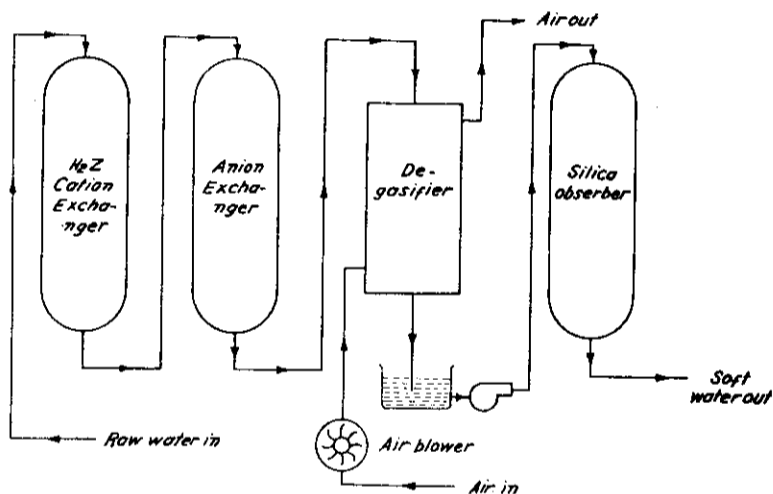 Air out
H₂Z
Cation
Excha-
nger
Anion
Excha-
nger
De-
gasifier
Silica
obserber
Soft
water out
Raw water in
Air blower
Air in